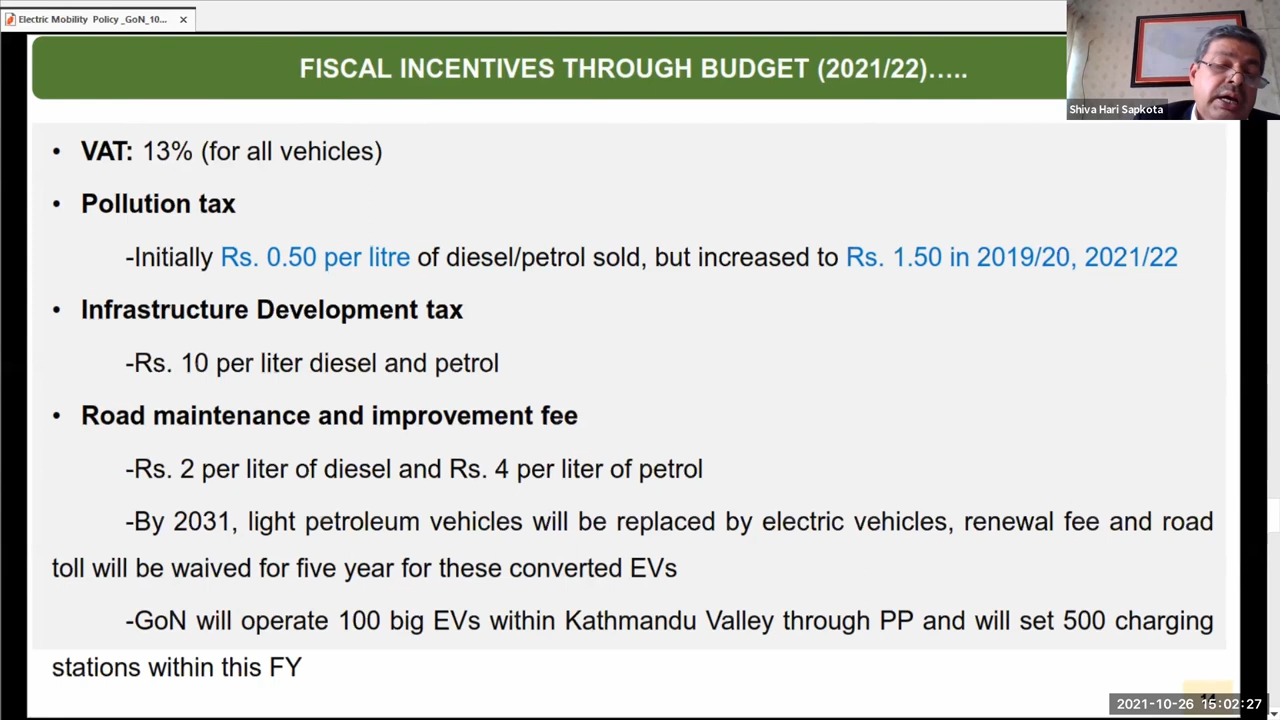 Electric Mobility Policy _GoN_10...
FISCAL INCENTIVES THROUGH BUDGET (2021/22).....
Shiva Hari Sapkota
• VAT: 13% (for all vehicles)
• Pollution tax
-Initially Rs. 0.50 per litre of diesel/petrol sold, but increased to Rs. 1.50 in 2019/20, 2021/22
• Infrastructure Development tax
-Rs. 10 per liter diesel and petrol
• Road maintenance and improvement fee
-Rs. 2 per liter of diesel and Rs. 4 per liter of petrol
-By 2031, light petroleum vehicles will be replaced by electric vehicles, renewal fee and road
toll will be waived for five year for these converted EVs
-GoN will operate 100 big EVs within Kathmandu Valley through PP and will set 500 charging
stations within this FY
2021-10-26 15:02:27